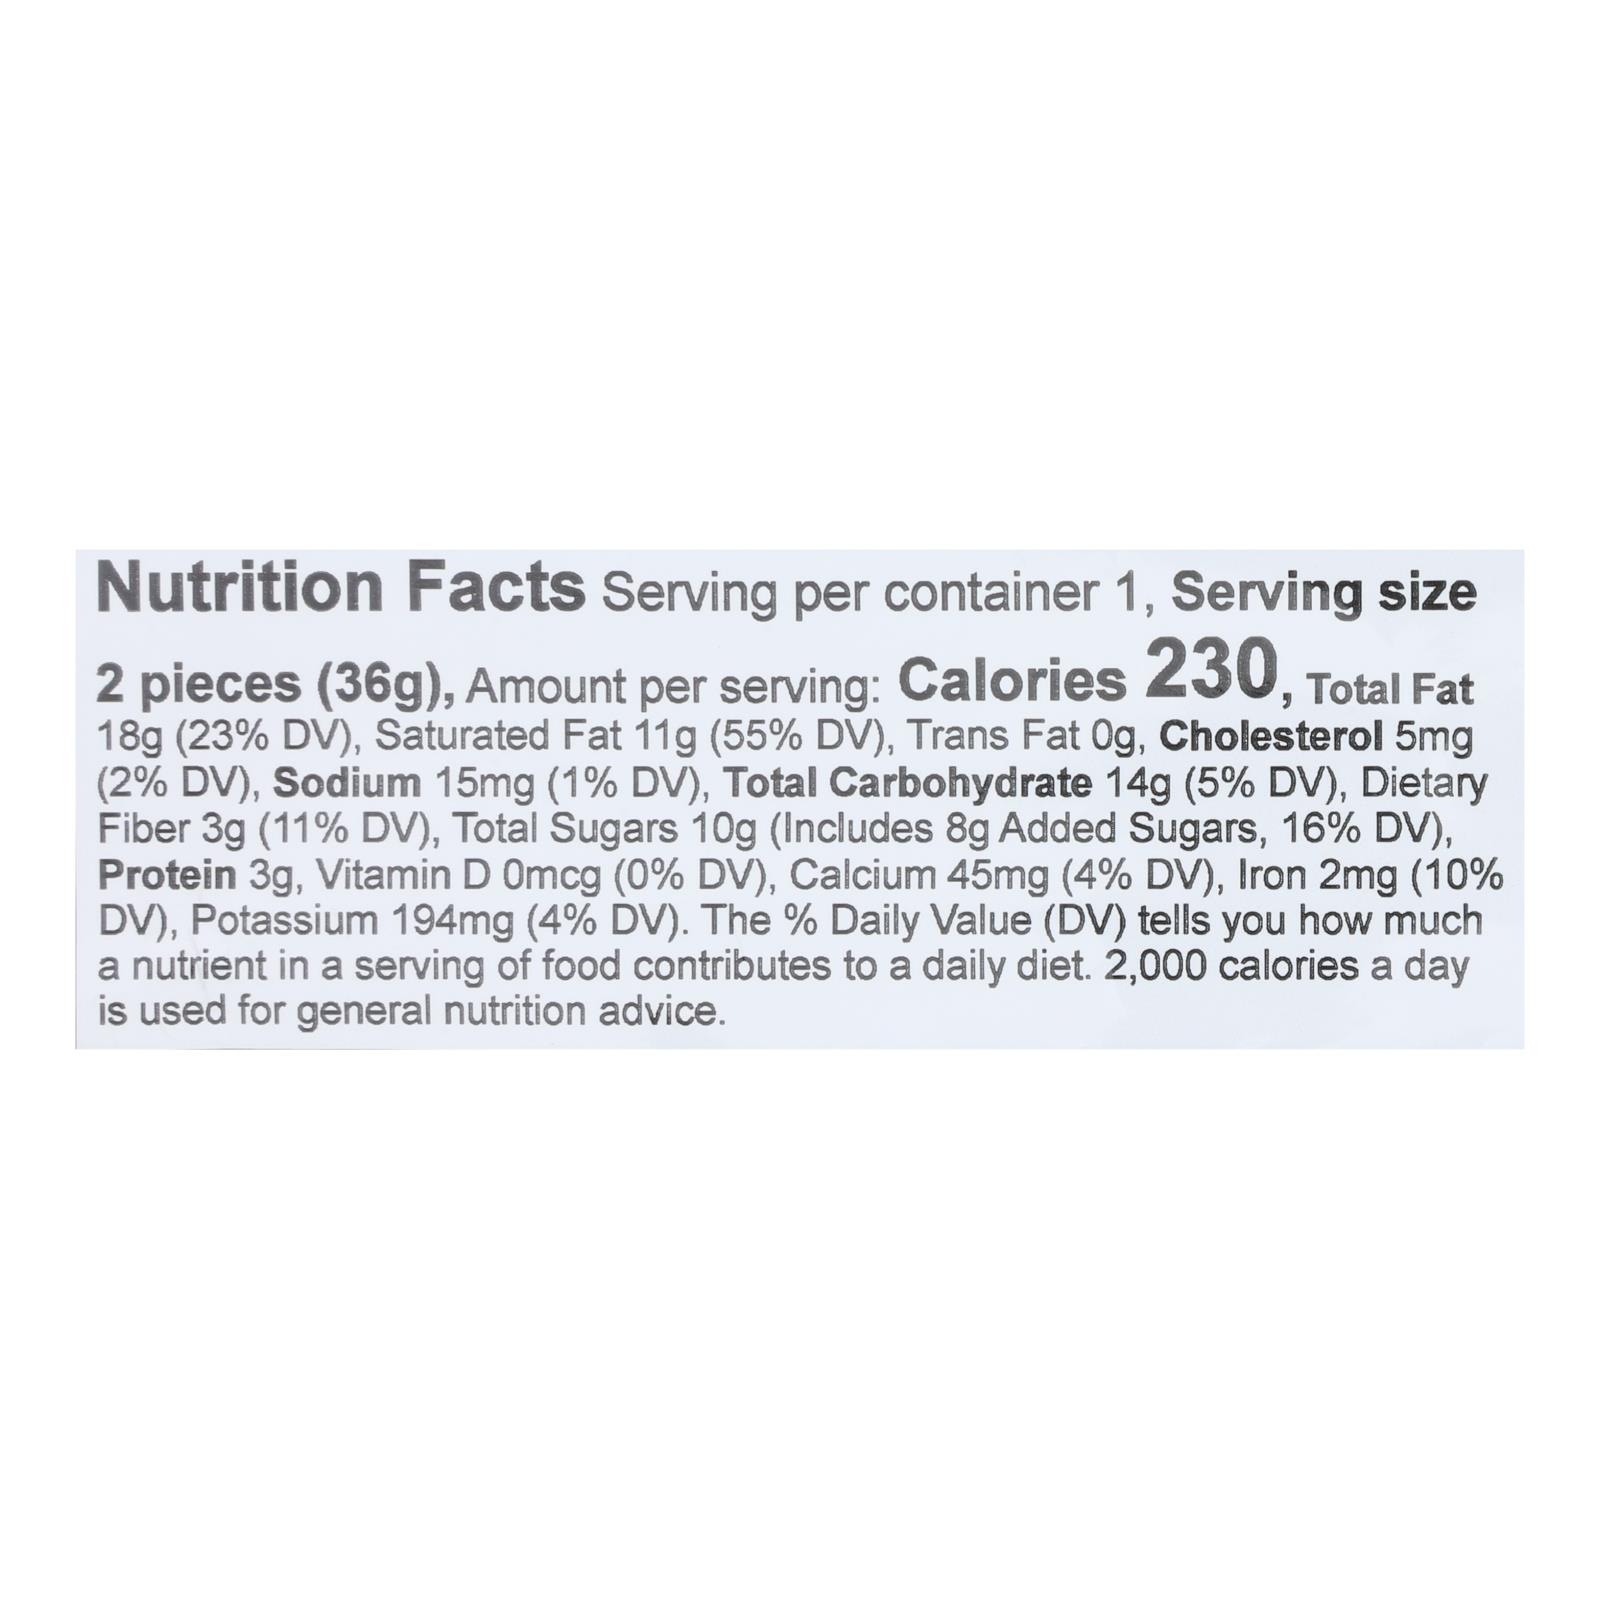 Nutrition Facts Serving per container 1, Serving size
2 pieces (36g), Amount per serving: Calories 230, Total Fat
18g (23% DV), Saturated Fat 11g (55% DV), Trans Fat 0g, Cholesterol 5mg
(2% DV), Sodium 15mg (1% DV), Total Carbohydrate 14g (5% DV), Dietary
Fiber 3g (11% DV), Total Sugars 10g (Includes 8g Added Sugars, 16% DV),
Protein 3g, Vitamin D 0mcg (0% DV), Calcium 45mg (4% DV), Iron 2mg (10%
DV), Potassium 194mg (4% DV). The % Daily Value (DV) tells you how much
a nutrient in a serving of food contributes to a daily diet. 2,000 calories a day
is used for general nutrition advice.